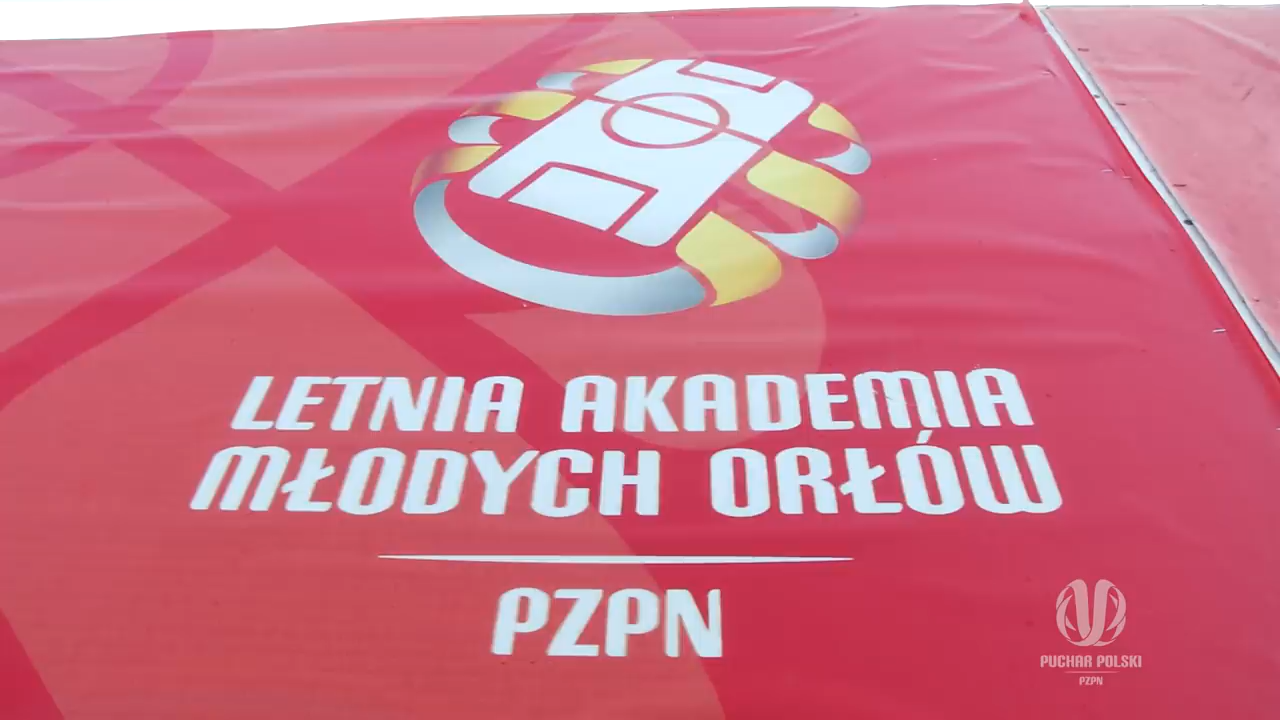 LETNIA AKADEMIA
MŁODYCH ORŁÓW
PZPN
PUCHAR POLSKI
PZPN